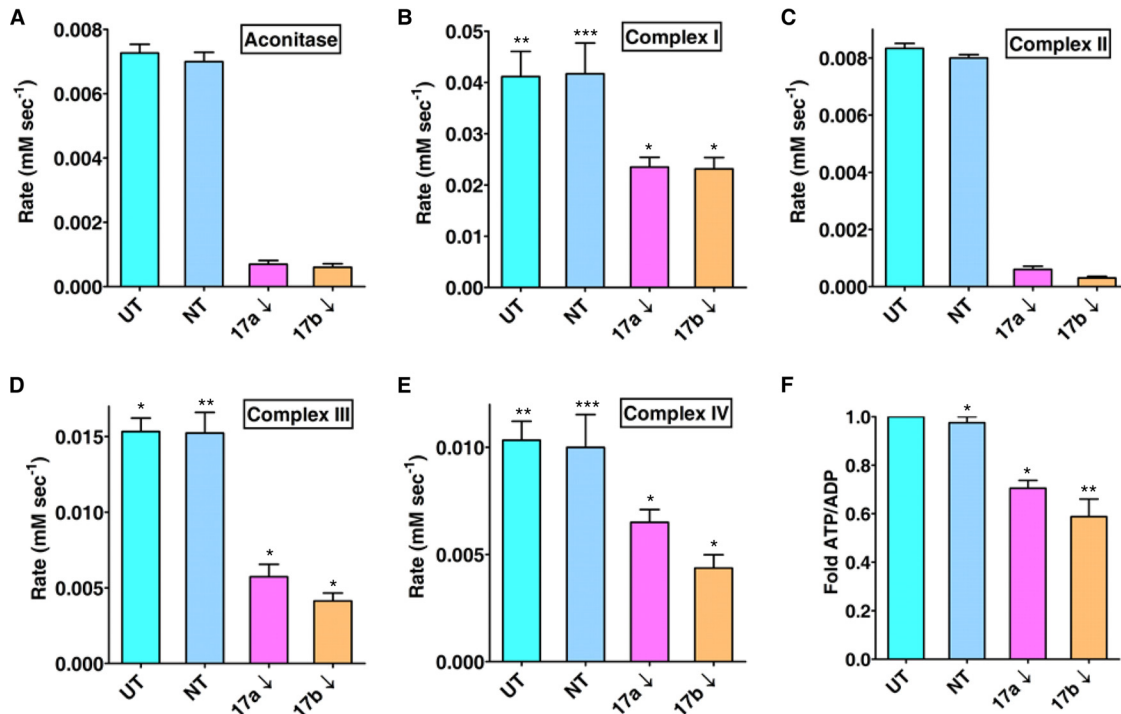 A
Aconitase
Rate (mM sec-1)
0.008
0.006
0.004
0.002
0.000
UT
NT
17a ↓
17b ↓
B
Complex I
Rate (mM sec-1)
0.05
0.04
0.03
0.02
0.01
0.00
**
***
*
*
UT
NT
17a ↓
17b ↓
C
Complex II
Rate (mM sec-1)
0.008
0.006
0.004
0.002
0.000
UT
NT
17a ↓
17b ↓
D
Complex III
Rate (mM sec-1)
0.015
0.010
0.005
0.000
*
**
*
*
UT
NT
17a ↓
17b ↓
E
Complex IV
Rate (mM sec-1)
0.010
0.005
0.000
**
***
*
*
UT
NT
17a ↓
17b ↓
F
Fold ATP/ADP
1.0
0.8
0.6
0.4
0.2
0.0
*
*
**
UT
NT
17a ↓
17b ↓